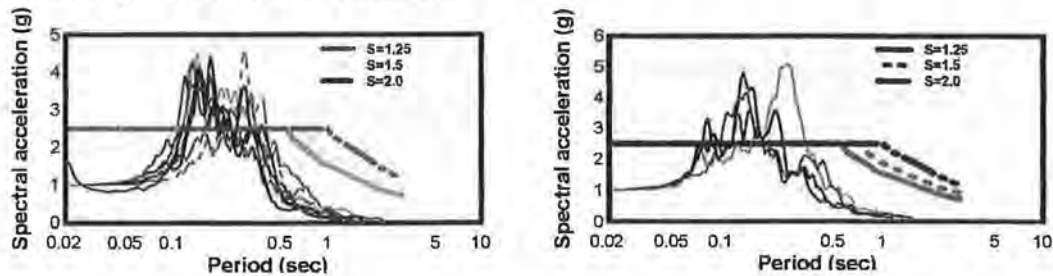 Spectral acceleration (g)
5
4
3
2
1
0
S=1.25
S=1.5
S=2.0
0.02 0.05 0.1 0.5 1 5 10
Period (sec)
Spectral acceleration (g)
6
5
4
3
2
1
0
S=1.25
S=1.5
S=2.0
0.02 0.05 0.1 0.5 1 5 10
Period (sec)